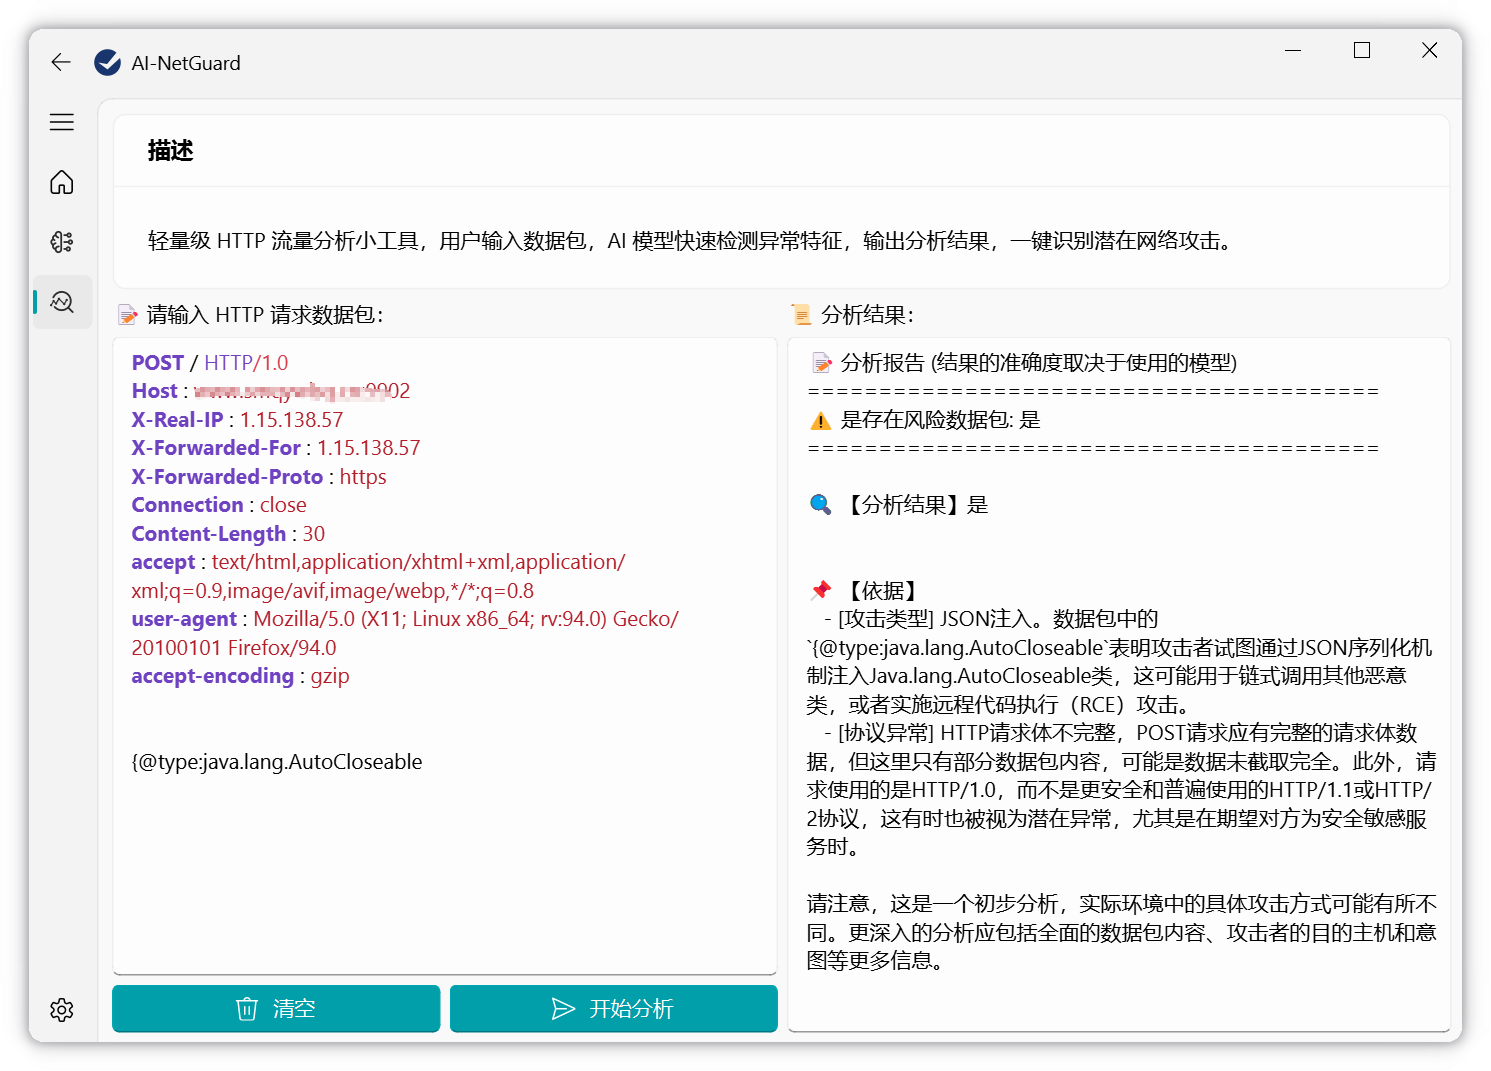 AI-NetGuard
描述
轻量级 HTTP 流量分析小工具，用户输入数据包，AI 模型快速检测异常特征，输出分析结果，一键识别潜在网络攻击。
📝 请输入 HTTP 请求数据包：
POST / HTTP/1.0
Host :
X-Real-IP : 1.15.138.57
X-Forwarded-For : 1.15.138.57
X-Forwarded-Proto : https
Connection : close
Content-Length : 30
accept : text/html,application/xhtml+xml,application/
xml;q=0.9,image/avif,image/webp,*/*;q=0.8
user-agent : Mozilla/5.0 (X11; Linux x86_64; rv:94.0) Gecko/
20100101 Firefox/94.0
accept-encoding : gzip
{@type:java.lang.AutoCloseable
清空
开始分析
📜 分析结果：
📝 分析报告 (结果的准确度取决于使用的模型)
====================================
⚠️ 是存在风险数据包: 是
====================================
🔍 【分析结果】是
📌 【依据】
- [攻击类型] JSON注入。数据包中的
`{@type:java.lang.AutoCloseable`表明攻击者试图通过JSON序列化机
制注入Java.lang.AutoCloseable类，这可能用于链式调用其他恶意
类，或者实施远程代码执行（RCE）攻击。
- [协议异常] HTTP请求体不完整，POST请求应有完整的请求体数
据，但这里只有部分数据包内容，可能是数据未截取完全。此外，请
求使用的是HTTP/1.0，而不是更安全和普遍使用的HTTP/1.1或HTTP/
2协议，这有时也被视为潜在异常，尤其是在期望对方为安全敏感服
务时。
请注意，这是一个初步分析，实际环境中的具体攻击方式可能有所不
同。更深入的分析应包括全面的数据包内容、攻击者的目的主机和意
图等更多信息。